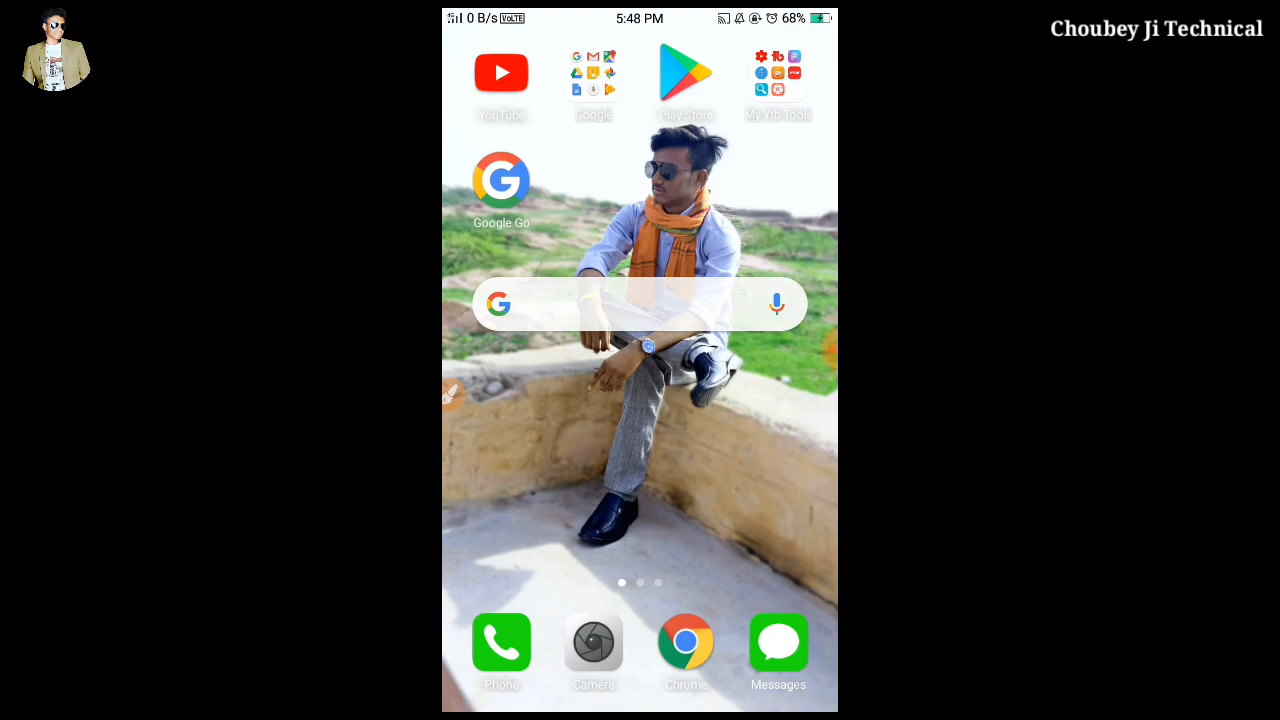 4G 0 B/s VoLTE 5:48 PM 68%
Choubey Ji Technical
YouTube Google Play Store My Ytb Tools
Google Go
Phone Camera Chrome Messages